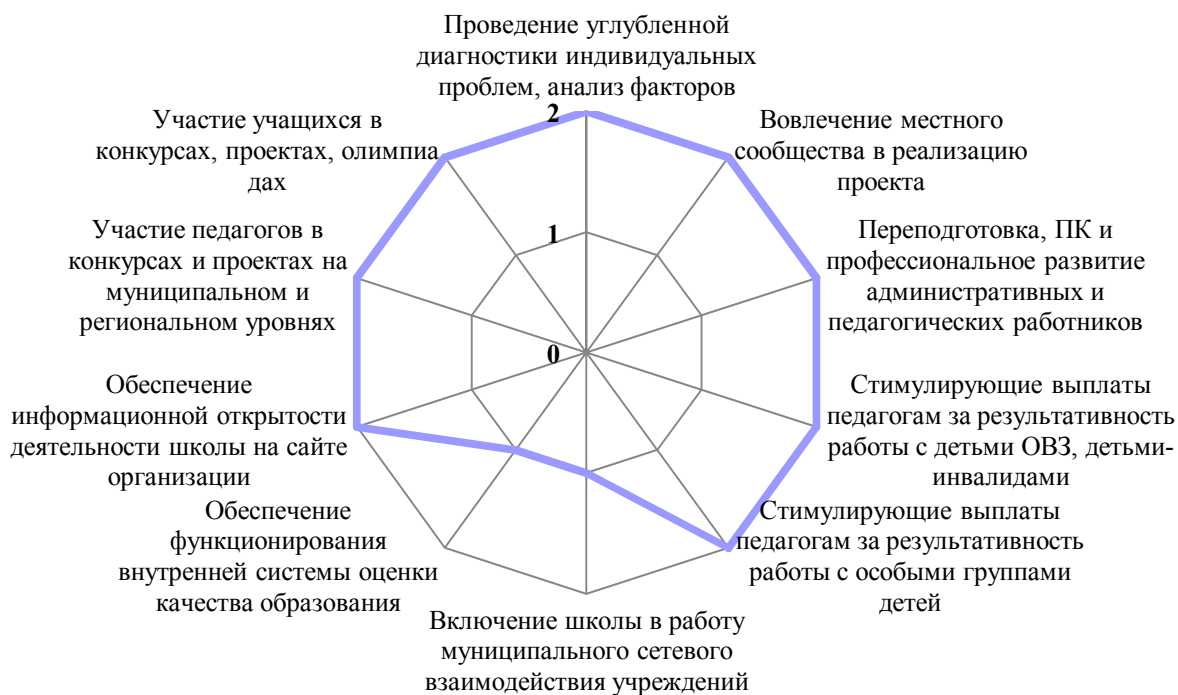 Проведение углубленной
диагностики индивидуальных
проблем, анализ факторов
Вовлечение местного
сообщества в реализацию
проекта
Переподготовка, ПК и
профессиональное развитие
административных и
педагогических работников
Стимулирующие выплаты
педагогам за результативность
работы с детьми ОВЗ, детьми-
инвалидами
Стимулирующие выплаты
педагогам за результативность
работы с особыми группами
детей
Включение школы в работу
муниципального сетевого
взаимодействия учреждений
Обеспечение
функционирования
внутренней системы оценки
качества образования
Обеспечение
информационной открытости
деятельности школы на сайте
организации
Участие педагогов в
конкурсах и проектах на
муниципальном и
региональном уровнях
Участие учащихся в
конкурсах, проектах, олимпиа
дах
2
1
0